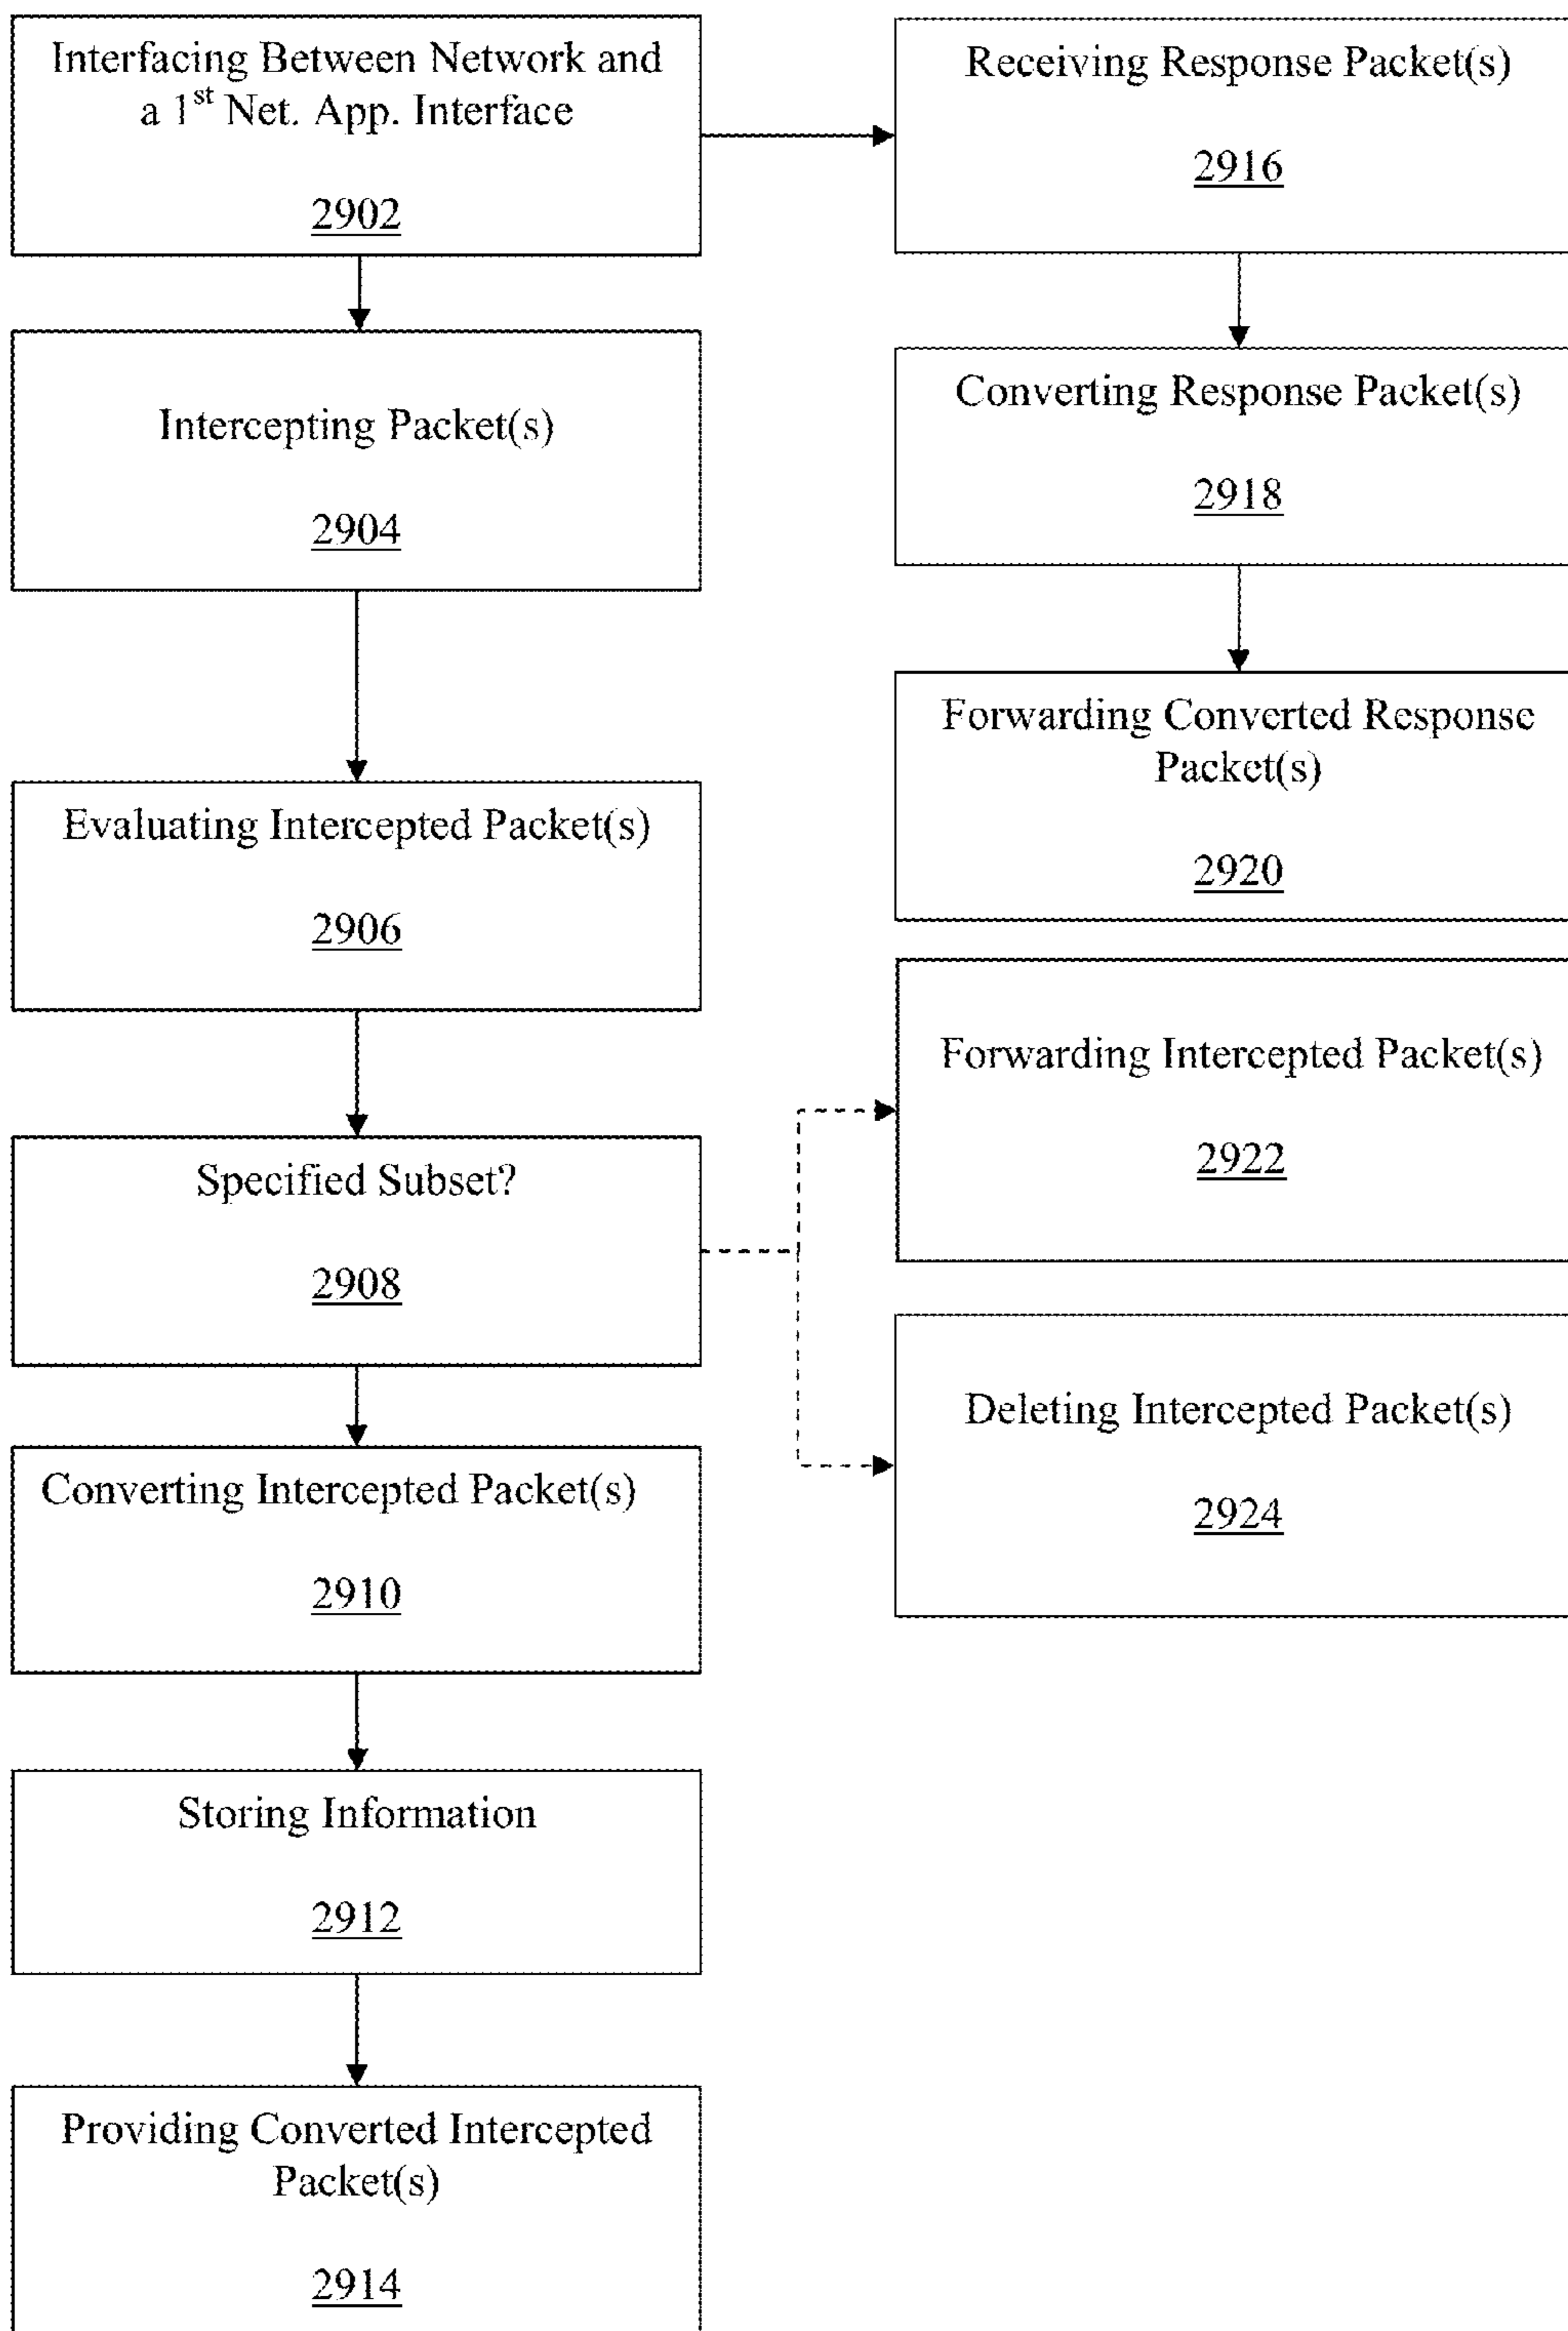 Interfacing Between Network and
a 1st Net. App. Interface
2902
Intercepting Packet(s)
2904
Evaluating Intercepted Packet(s)
2906
Specified Subset?
2908
Converting Intercepted Packet(s)
2910
Storing Information
2912
Providing Converted Intercepted
Packet(s)
2914
Receiving Response Packet(s)
2916
Converting Response Packet(s)
2918
Forwarding Converted Response
Packet(s)
2920
Forwarding Intercepted Packet(s)
2922
Deleting Intercepted Packet(s)
2924